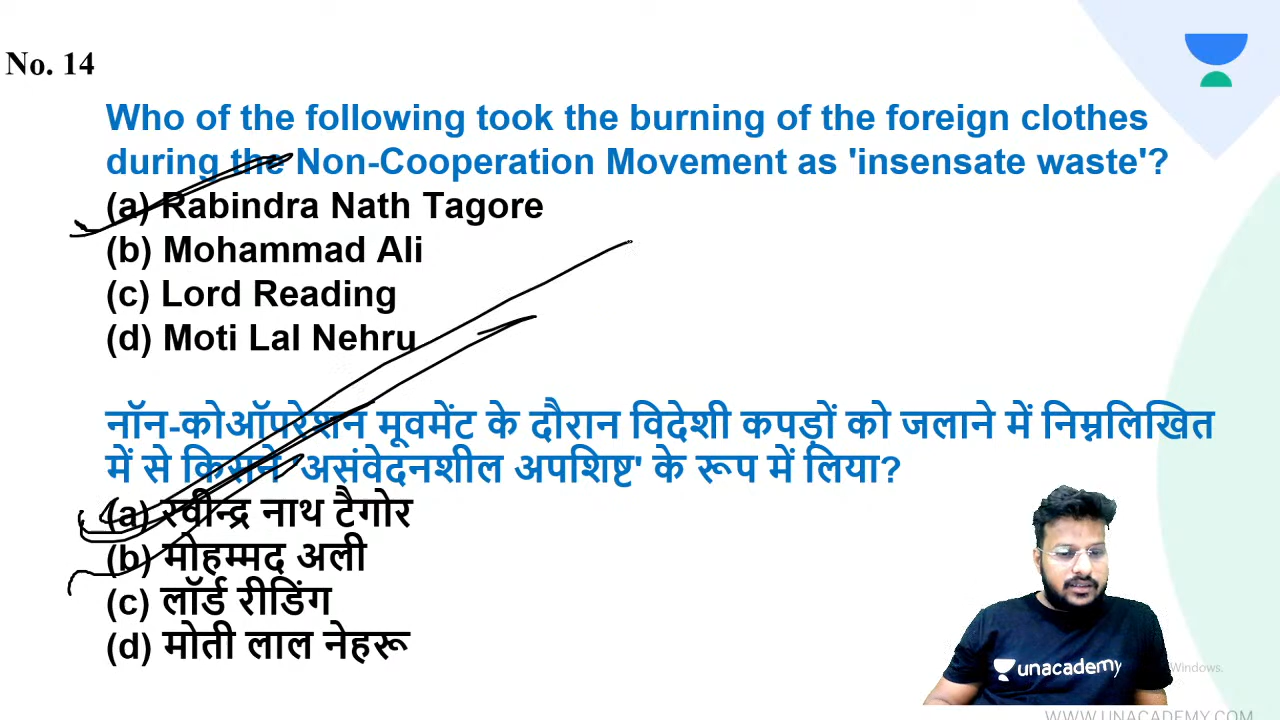 No. 14
Who of the following took the burning of the foreign clothes
during the Non-Cooperation Movement as 'insensate waste'?
(a) Rabindra Nath Tagore
(b) Mohammad Ali
(c) Lord Reading
(d) Moti Lal Nehru
नॉन-कोऑपरेशन मूवमेंट के दौरान विदेशी कपड़ों को जलाने में निम्नलिखित
में से किसने 'असंवेदनशील अपशिष्ट' के रूप में लिया?
(a) रवीन्द्र नाथ टैगोर
(b) मोहम्मद अली
(c) लॉर्ड रीडिंग
(d) मोती लाल नेहरू
unacademy
Windows.
WWW.UNACADEMY.COM